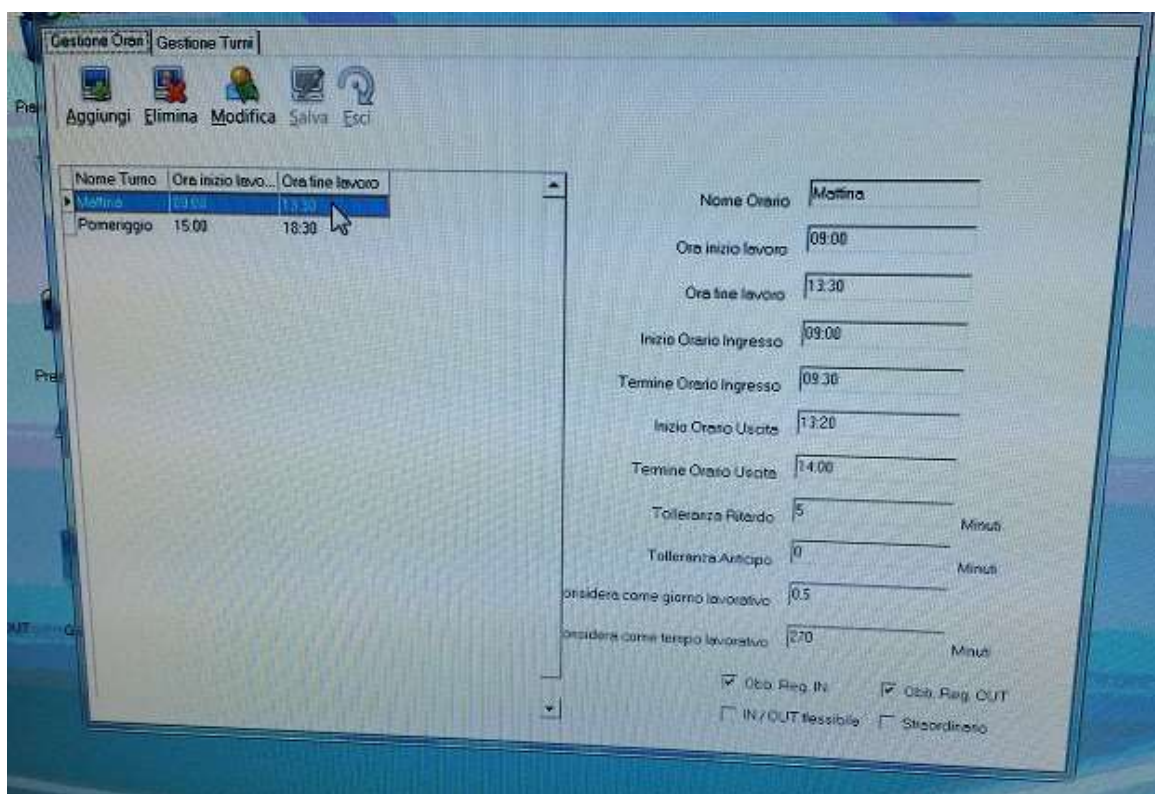 Gestione Orari Gestione Turni
Aggiungi Elimina Modifica Salva Esci
Nome Turno Ora inizio lavo... Ora fine lavoro
Mattina 09:00 13:30
Pomeriggio 15:00 18:30
Nome Orario Mattina
Ora inizio lavoro 09:00
Ora fine lavoro 13:30
Inizio Orario Ingresso 09:00
Termine Orario Ingresso 09:30
Inizio Orario Uscita 13:20
Termine Orario Uscita 14:00
Tolleranza Ritardo 5 Minuti
Tolleranza Anticipo 0 Minuti
onsidera come giorno lavorativo 0.5
onsidera come tempo lavorativo 270 Minuti
Obb. Reg. IN Obb. Reg. OUT
IN / OUT flessibile Straordinario